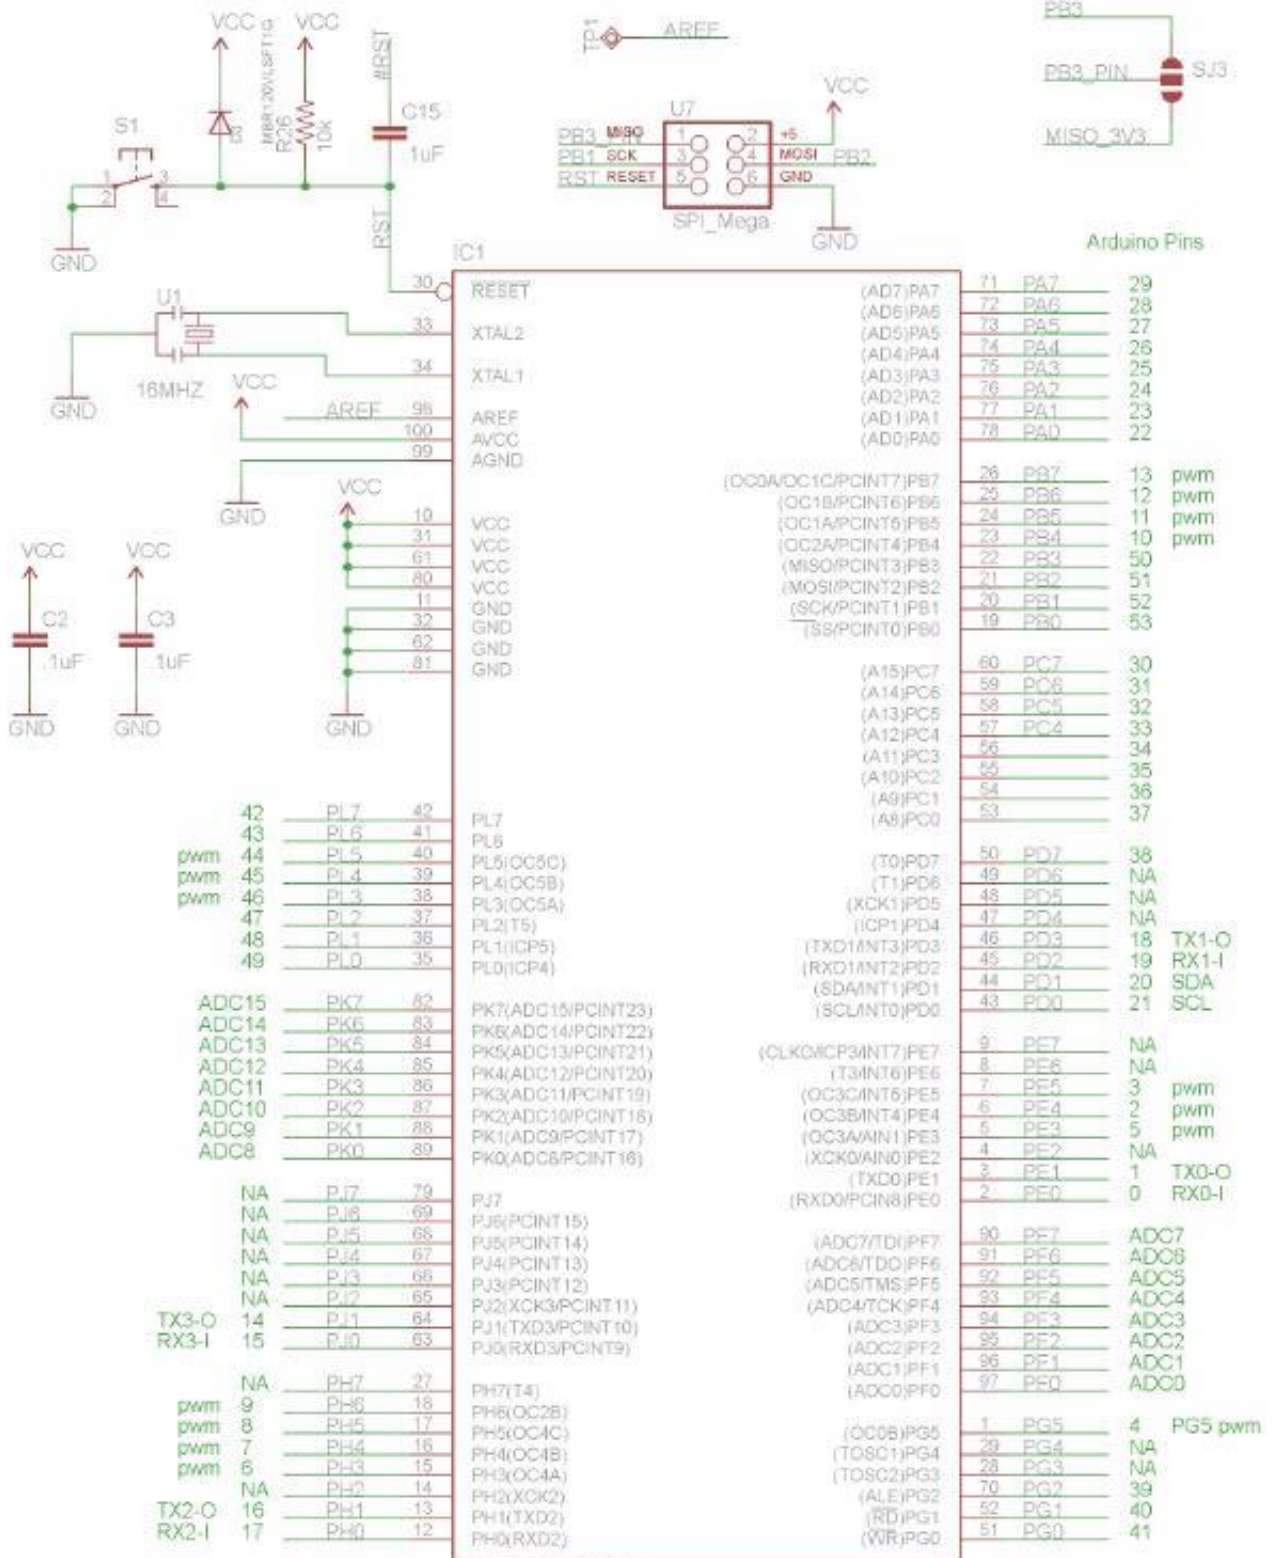 VCC
VCC
MBR120VLSFT1G
R26
10K
#RST
C15
1uF
S1
1
3
2
4
GND
RST
TP1
AREF
U7
VCC
PB3_PIN MISO 1 2 +5
PB1 SCK 3 4 MOSI PB2
RST RESET 5 6 GND
SPI_Mega
GND
PB3
PB3_PIN
SJ3
MISO_3V3
Arduino Pins
IC1
U1
16MHZ
GND
VCC
30 RESET
33 XTAL2
34 XTAL1
AREF 98 AREF
100 AVCC
99 AGND
GND
VCC
10 VCC
31 VCC
61 VCC
80 VCC
11 GND
32 GND
62 GND
81 GND
GND
VCC
C2
.1uF
GND
VCC
C3
.1uF
GND
42 PL7 42 PL7
43 PL6 41 PL6
pwm 44 PL5 40 PL5(OC5C)
pwm 45 PL4 39 PL4(OC5B)
pwm 46 PL3 38 PL3(OC5A)
47 PL2 37 PL2(T5)
48 PL1 36 PL1(ICP5)
49 PL0 35 PL0(ICP4)
ADC15 PK7 82 PK7(ADC15/PCINT23)
ADC14 PK6 83 PK6(ADC14/PCINT22)
ADC13 PK5 84 PK5(ADC13/PCINT21)
ADC12 PK4 85 PK4(ADC12/PCINT20)
ADC11 PK3 86 PK3(ADC11/PCINT19)
ADC10 PK2 87 PK2(ADC10/PCINT18)
ADC9 PK1 88 PK1(ADC9/PCINT17)
ADC8 PK0 89 PK0(ADC8/PCINT16)
NA PJ7 79 PJ7
NA PJ6 69 PJ6(PCINT15)
NA PJ5 68 PJ5(PCINT14)
NA PJ4 67 PJ4(PCINT13)
NA PJ3 66 PJ3(PCINT12)
NA PJ2 65 PJ2(XCK3/PCINT11)
TX3-O 14 PJ1 64 PJ1(TXD3/PCINT10)
RX3-I 15 PJ0 63 PJ0(RXD3/PCINT9)
NA PH7 27 PH7(T4)
pwm 9 PH6 18 PH6(OC2B)
pwm 8 PH5 17 PH5(OC4C)
pwm 7 PH4 16 PH4(OC4B)
pwm 6 PH3 15 PH3(OC4A)
NA PH2 14 PH2(XCK2)
TX2-O 16 PH1 13 PH1(TXD2)
RX2-I 17 PH0 12 PH0(RXD2)
(AD7)PA7 71 PA7 29
(AD6)PA6 72 PA6 28
(AD5)PA5 73 PA5 27
(AD4)PA4 74 PA4 26
(AD3)PA3 75 PA3 25
(AD2)PA2 76 PA2 24
(AD1)PA1 77 PA1 23
(AD0)PA0 78 PA0 22
(OC0A/OC1C/PCINT7)PB7 26 PB7 13 pwm
(OC1B/PCINT6)PB6 25 PB6 12 pwm
(OC1A/PCINT5)PB5 24 PB5 11 pwm
(OC2A/PCINT4)PB4 23 PB4 10 pwm
(MISO/PCINT3)PB3 22 PB3 50
(MOSI/PCINT2)PB2 21 PB2 51
(SCK/PCINT1)PB1 20 PB1 52
(SS/PCINT0)PB0 19 PB0 53
(A15)PC7 60 PC7 30
(A14)PC6 59 PC6 31
(A13)PC5 58 PC5 32
(A12)PC4 57 PC4 33
(A11)PC3 56 34
(A10)PC2 55 35
(A9)PC1 54 36
(A8)PC0 53 37
(T0)PD7 50 PD7 38
(T1)PD6 49 PD6 NA
(XCK1)PD5 48 PD5 NA
(ICP1)PD4 47 PD4 NA
(TXD1/INT3)PD3 46 PD3 18 TX1-O
(RXD1/INT2)PD2 45 PD2 19 RX1-I
(SDA/INT1)PD1 44 PD1 20 SDA
(SCL/INT0)PD0 43 PD0 21 SCL
(CLKO/ICP3/INT7)PE7 9 PE7 NA
(T3/INT6)PE6 8 PE6 NA
(OC3C/INT5)PE5 7 PE5 3 pwm
(OC3B/INT4)PE4 6 PE4 2 pwm
(OC3A/AIN1)PE3 5 PE3 5 pwm
(XCK0/AIN0)PE2 4 PE2 NA
(TXD0)PE1 3 PE1 1 TX0-O
(RXD0/PCIN8)PE0 2 PE0 0 RX0-I
(ADC7/TDI)PF7 90 PF7 ADC7
(ADC6/TDO)PF6 91 PF6 ADC6
(ADC5/TMS)PF5 92 PF5 ADC5
(ADC4/TCK)PF4 93 PF4 ADC4
(ADC3)PF3 94 PF3 ADC3
(ADC2)PF2 95 PF2 ADC2
(ADC1)PF1 96 PF1 ADC1
(ADC0)PF0 97 PF0 ADC0
(OC0B)PG5 1 PG5 4 PG5 pwm
(TOSC1)PG4 29 PG4 NA
(TOSC2)PG3 28 PG3 NA
(ALE)PG2 70 PG2 39
(RD)PG1 52 PG1 40
(WR)PG0 51 PG0 41